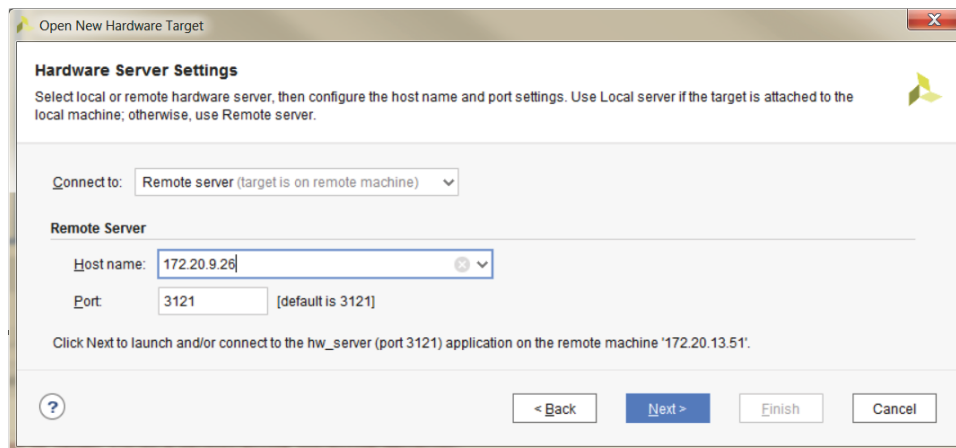 Open New Hardware Target
Hardware Server Settings
Select local or remote hardware server, then configure the host name and port settings. Use Local server if the target is attached to the
local machine; otherwise, use Remote server.
Connect to: Remote server (target is on remote machine)
Remote Server
Host name: 172.20.9.26
Port: 3121 [default is 3121]
Click Next to launch and/or connect to the hw_server (port 3121) application on the remote machine '172.20.13.51'.
? < Back Next > Finish Cancel